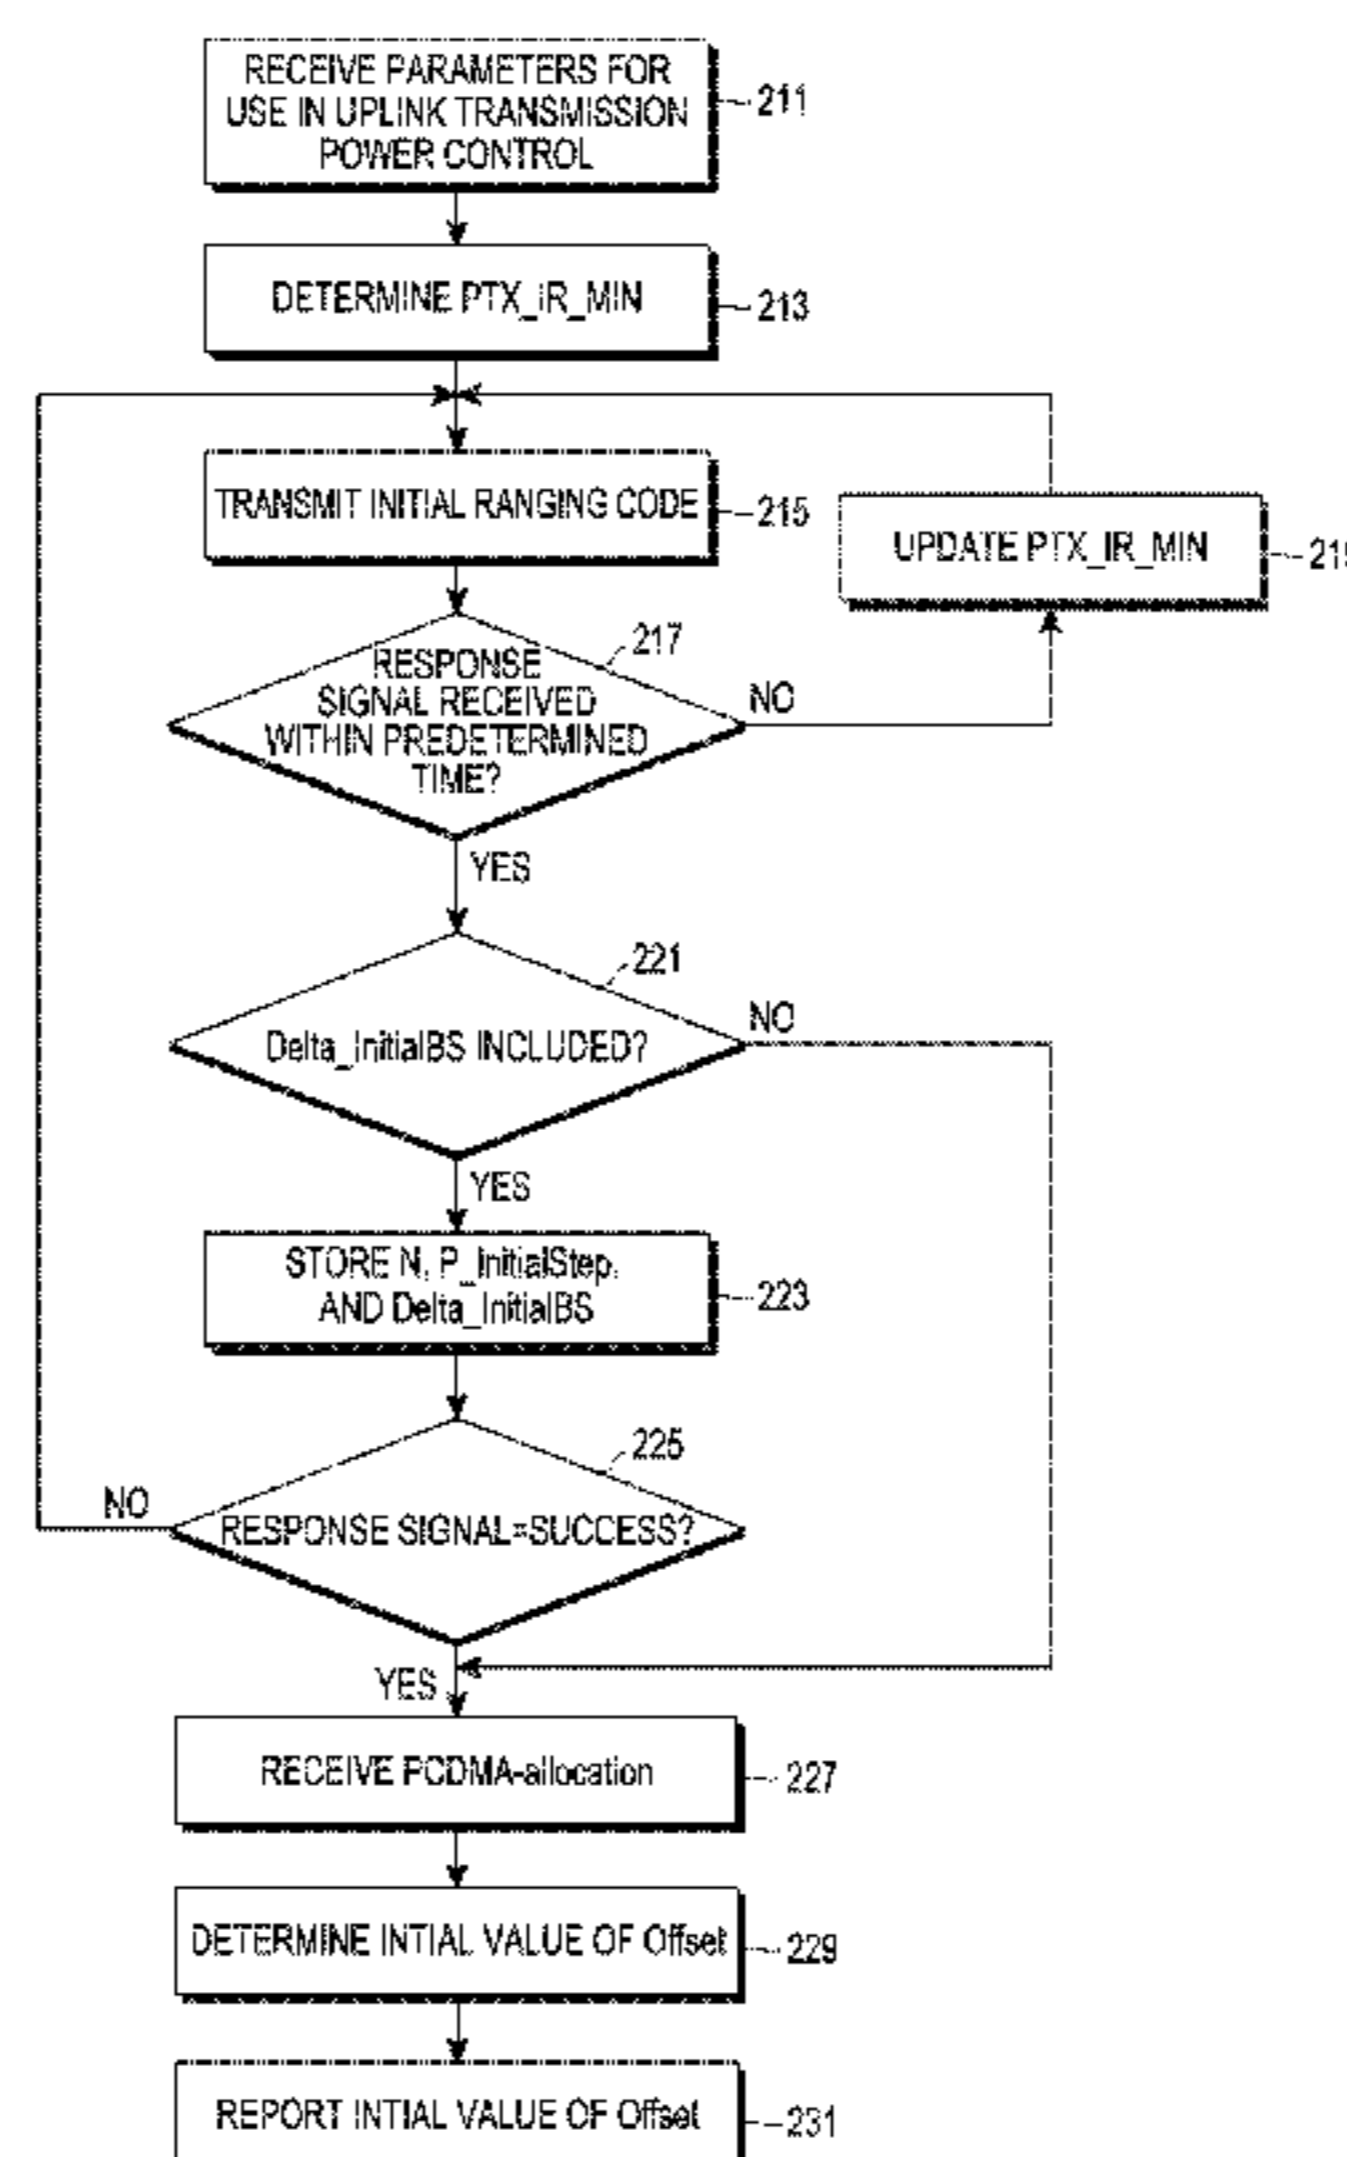 RECEIVE PARAMETERS FOR
USE IN UPLINK TRANSMISSION
POWER CONTROL
211
DETERMINE PTX_IR_MIN
213
TRANSMIT INITIAL RANGING CODE
215
UPDATE PTX_IR_MIN
217
RESPONSE
SIGNAL RECEIVED
WITHIN PREDETERMINED
TIME?
NO
YES
221
Delta_InitialBS INCLUDED?
NO
YES
STORE N, P_InitialStep,
AND Delta_InitialBS
223
225
RESPONSE SIGNAL=SUCCESS?
NO
YES
RECEIVE PCDMA-allocation
227
DETERMINE INTIAL VALUE OF Offset
229
REPORT INTIAL VALUE OF Offset
231